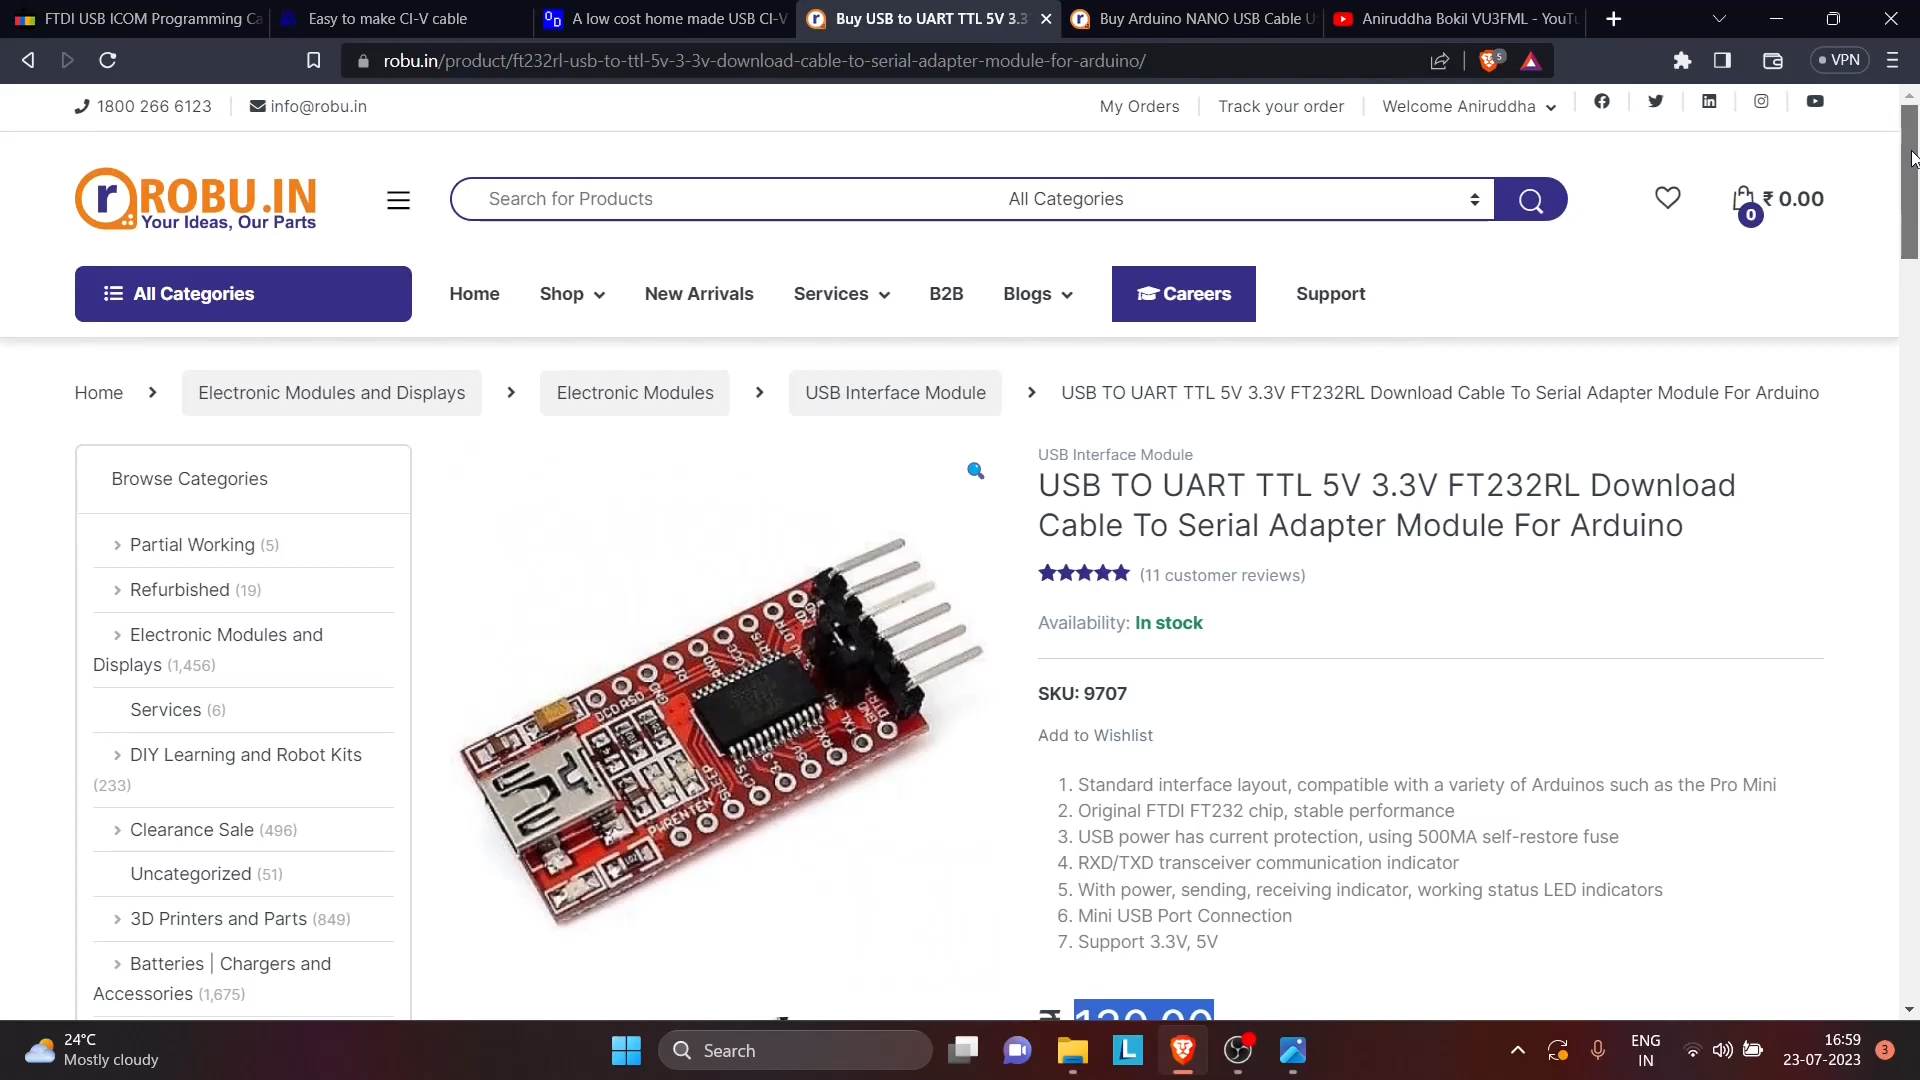 FTDI USB ICOM Programming Ca
Easy to make CI-V cable
A low cost home made USB CI-V
Buy USB to UART TTL 5V 3.3
Buy Arduino NANO USB Cable U
Aniruddha Bokil VU3FML - YouTu
robu.in/product/ft232rl-usb-to-ttl-5v-3-3v-download-cable-to-serial-adapter-module-for-arduino/
5
VPN
1800 266 6123
info@robu.in
My Orders
Track your order
Welcome Aniruddha
r ROBU.IN
Your Ideas, Our Parts
Search for Products
All Categories
0
₹ 0.00
All Categories
Home
Shop
New Arrivals
Services
B2B
Blogs
Careers
Support
Home
Electronic Modules and Displays
Electronic Modules
USB Interface Module
USB TO UART TTL 5V 3.3V FT232RL Download Cable To Serial Adapter Module For Arduino
Browse Categories
Partial Working (5)
Refurbished (19)
Electronic Modules and
Displays (1,456)
Services (6)
DIY Learning and Robot Kits
(233)
Clearance Sale (496)
Uncategorized (51)
3D Printers and Parts (849)
Batteries | Chargers and
Accessories (1,675)
USB Interface Module
USB TO UART TTL 5V 3.3V FT232RL Download
Cable To Serial Adapter Module For Arduino
(11 customer reviews)
Availability: In stock
SKU: 9707
Add to Wishlist
1. Standard interface layout, compatible with a variety of Arduinos such as the Pro Mini
2. Original FTDI FT232 chip, stable performance
3. USB power has current protection, using 500MA self-restore fuse
4. RXD/TXD transceiver communication indicator
5. With power, sending, receiving indicator, working status LED indicators
6. Mini USB Port Connection
7. Support 3.3V, 5V
24°C
Mostly cloudy
Search
ENG
IN
16:59
23-07-2023
3